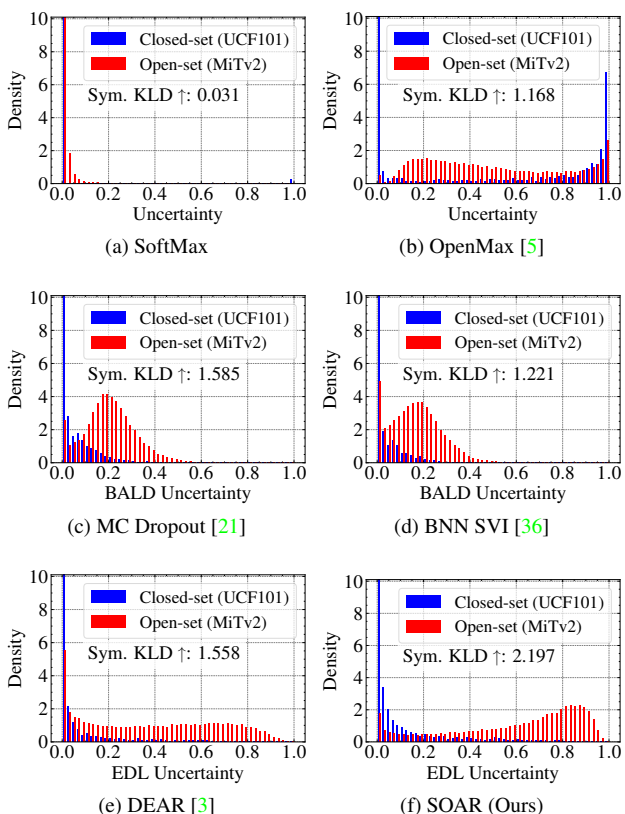 10
8
6
4
2
0
Density
Closed-set (UCF101)
Open-set (MiTv2)
Sym. KLD ↑: 0.031
0.0 0.2 0.4 0.6 0.8 1.0
Uncertainty
(a) SoftMax
10
8
6
4
2
0
Density
Closed-set (UCF101)
Open-set (MiTv2)
Sym. KLD ↑: 1.168
0.0 0.2 0.4 0.6 0.8 1.0
Uncertainty
(b) OpenMax [5]
10
8
6
4
2
0
Density
Closed-set (UCF101)
Open-set (MiTv2)
Sym. KLD ↑: 1.585
0.0 0.2 0.4 0.6 0.8 1.0
BALD Uncertainty
(c) MC Dropout [21]
10
8
6
4
2
0
Density
Closed-set (UCF101)
Open-set (MiTv2)
Sym. KLD ↑: 1.221
0.0 0.2 0.4 0.6 0.8 1.0
BALD Uncertainty
(d) BNN SVI [36]
10
8
6
4
2
0
Density
Closed-set (UCF101)
Open-set (MiTv2)
Sym. KLD ↑: 1.558
0.0 0.2 0.4 0.6 0.8 1.0
EDL Uncertainty
(e) DEAR [3]
10
8
6
4
2
0
Density
Closed-set (UCF101)
Open-set (MiTv2)
Sym. KLD ↑: 2.197
0.0 0.2 0.4 0.6 0.8 1.0
EDL Uncertainty
(f) SOAR (Ours)